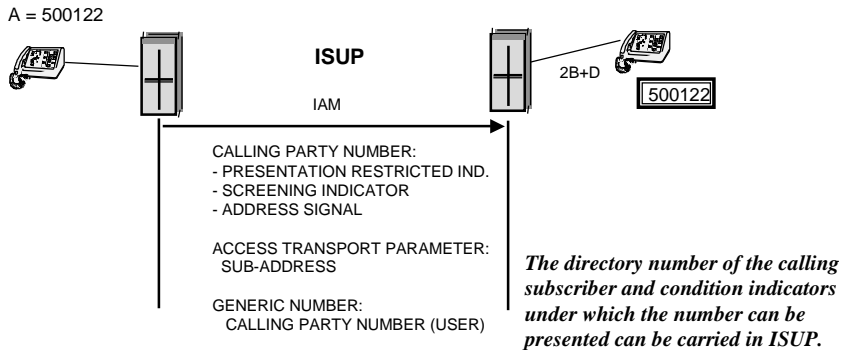 A = 500122
ISUP
2B+D
500122
IAM
CALLING PARTY NUMBER:
- PRESENTATION RESTRICTED IND.
- SCREENING INDICATOR
- ADDRESS SIGNAL
ACCESS TRANSPORT PARAMETER:
SUB-ADDRESS
GENERIC NUMBER:
CALLING PARTY NUMBER (USER)
The directory number of the calling
subscriber and condition indicators
under which the number can be
presented can be carried in ISUP.